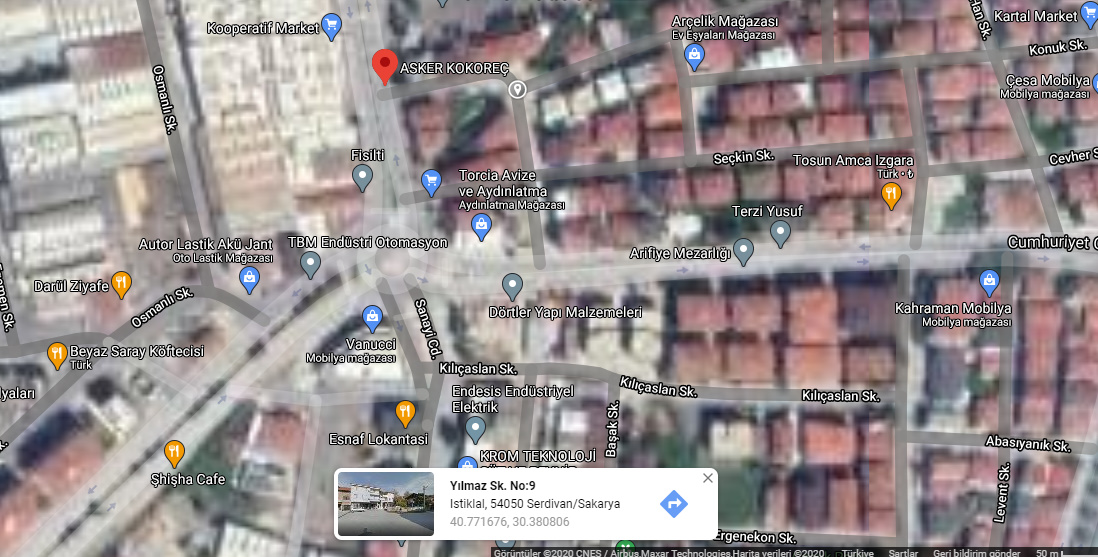 Kooperatif Market
ASKER KOKOREÇ
Arçelik Mağazası
Ev Eşyaları Mağazası
Kartal Market
Han Sk.
Konuk Sk.
Çesa Mobilya
Mobilya mağazası
Osmanlı Sk.
Fisilti
Torcia Avize
ve Aydınlatma
Aydınlatma Mağazası
Seçkin Sk.
Tosun Amca Izgara
Türk • ₺
Cevher S
Terzi Yusuf
Autor Lastik Akü Jant
Oto Lastik Mağazası
TBM Endüstri Otomasyon
Arifiye Mezarlığı
Cumhuriyet C
Darül Ziyafe
Osmanlı Sk.
Dörtler Yapı Malzemeleri
Kahraman Mobilya
Mobilya mağazası
Sanayi Cd.
Vanucci
Mobilya mağazası
Beyaz Saray Köftecisi
Türk
Kılıçaslan Sk.
Kılıçaslan Sk.
Kılıçaslan Sk.
lyaları
Endesis Endüstriyel
Elektrik
Başak Sk.
Esnaf Lokantasi
Abasıyanık Sk.
KROM TEKNOLOJİ
Shisha Cafe
Levent Sk.
Yılmaz Sk. No:9
Istiklal, 54050 Serdivan/Sakarya
40.771676, 30.380806
Ergenekon Sk.
Görüntüler ©2020 CNES / Airbus,Maxar Technologies,Harita verileri ©2020 Türkiye Şartlar Geri bildirim gönder 50 m